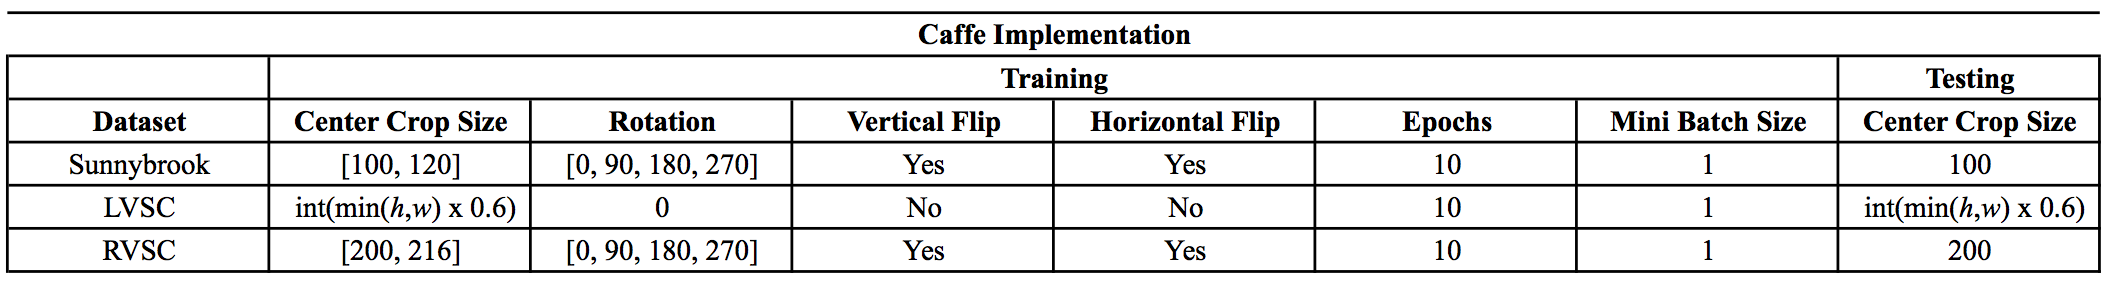 Caffe Implementation
Training Testing
Dataset Center Crop Size Rotation Vertical Flip Horizontal Flip Epochs Mini Batch Size Center Crop Size
Sunnybrook [100, 120] [0, 90, 180, 270] Yes Yes 10 1 100
LVSC int(min(h,w) x 0.6) 0 No No 10 1 int(min(h,w) x 0.6)
RVSC [200, 216] [0, 90, 180, 270] Yes Yes 10 1 200